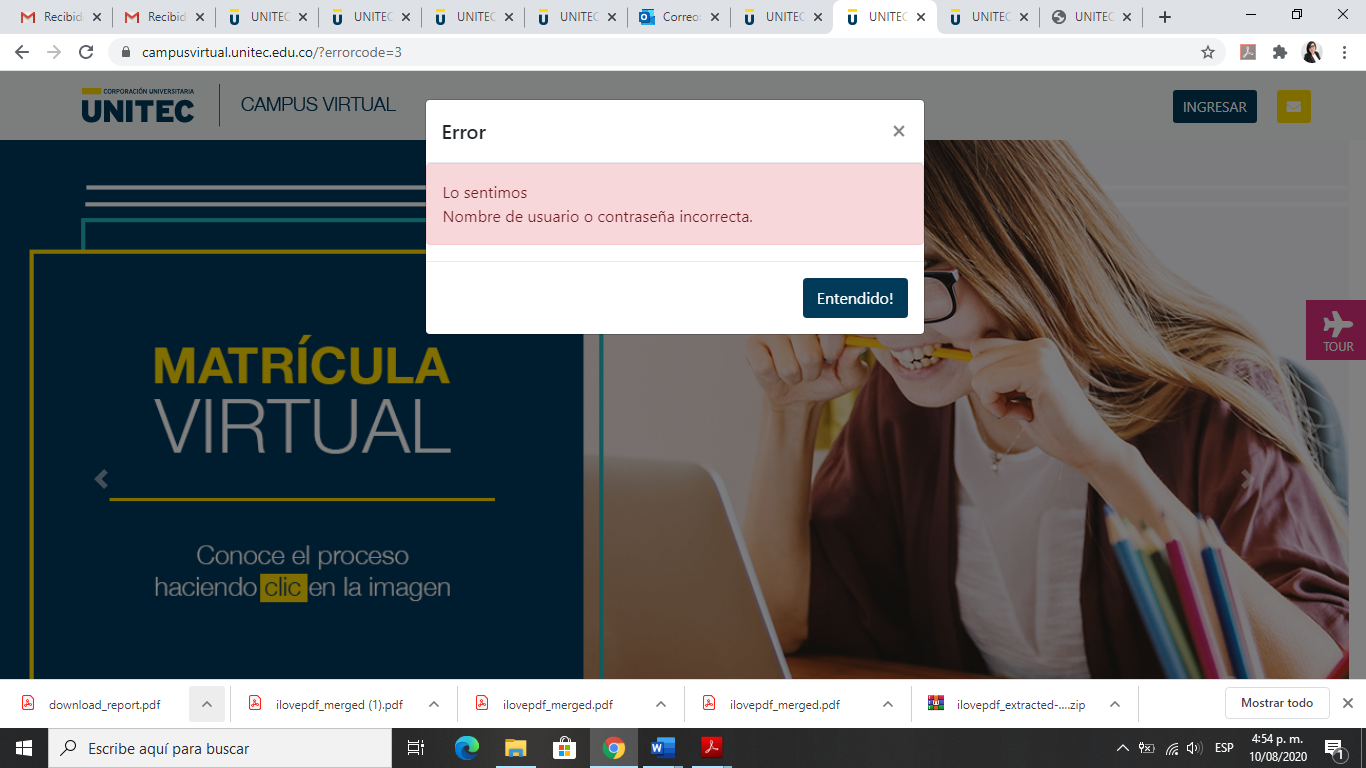 Recibid
Recibid
UNITEC
UNITEC
UNITEC
UNITEC
Correo:
UNITEC
UNITEC
UNITEC
UNITEC
campusvirtual.unitec.edu.co/?errorcode=3
CORPORACIÓN UNIVERSITARIA
UNITEC
CAMPUS VIRTUAL
INGRESAR
Error
Lo sentimos
Nombre de usuario o contraseña incorrecta.
Entendido!
TOUR
MATRÍCULA
VIRTUAL
Conoce el proceso
haciendo clic en la imagen
download_report.pdf
ilovepdf_merged (1).pdf
ilovepdf_merged.pdf
ilovepdf_merged.pdf
ilovepdf_extracted-....zip
Mostrar todo
Escribe aquí para buscar
ESP
4:54 p. m.
10/08/2020
1